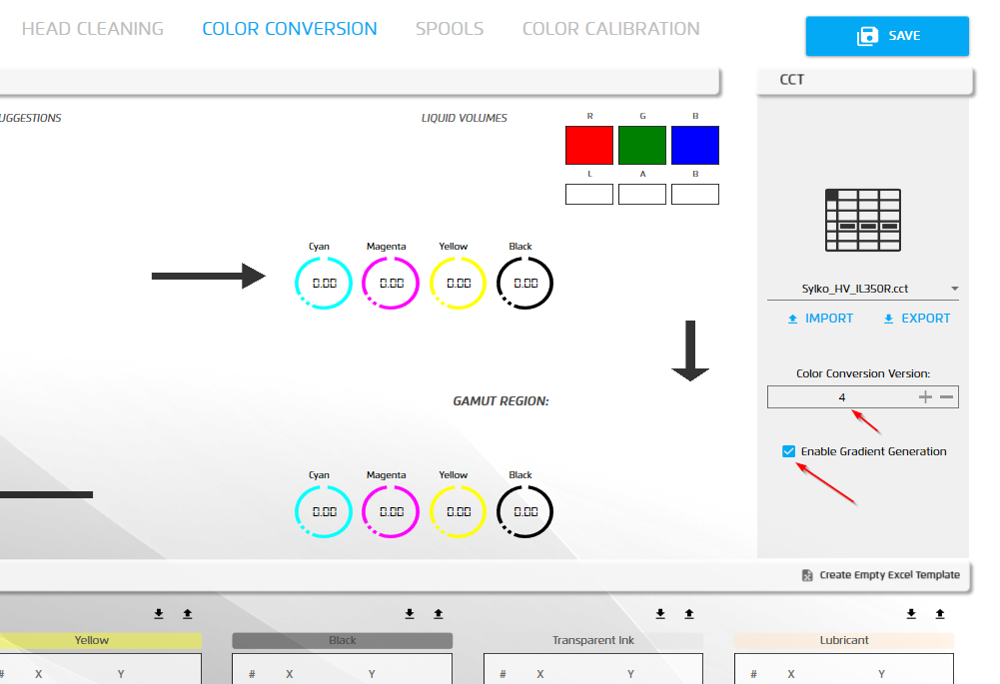 HEAD CLEANING COLOR CONVERSION SPOOLS COLOR CALIBRATION SAVE
CCT
LIQUID VOLUMES
R G B
L A B
Cyan Magenta Yellow Black
0.00 0.00 0.00 0.00
Sylko_HV_IL350R.cct
IMPORT EXPORT
Color Conversion Version:
4
GAMUT REGION:
Enable Gradient Generation
Cyan Magenta Yellow Black
0.00 0.00 0.00 0.00
Create Empty Excel Template
Yellow Black Transparent Ink Lubricant
# X Y # X Y # X Y # X Y